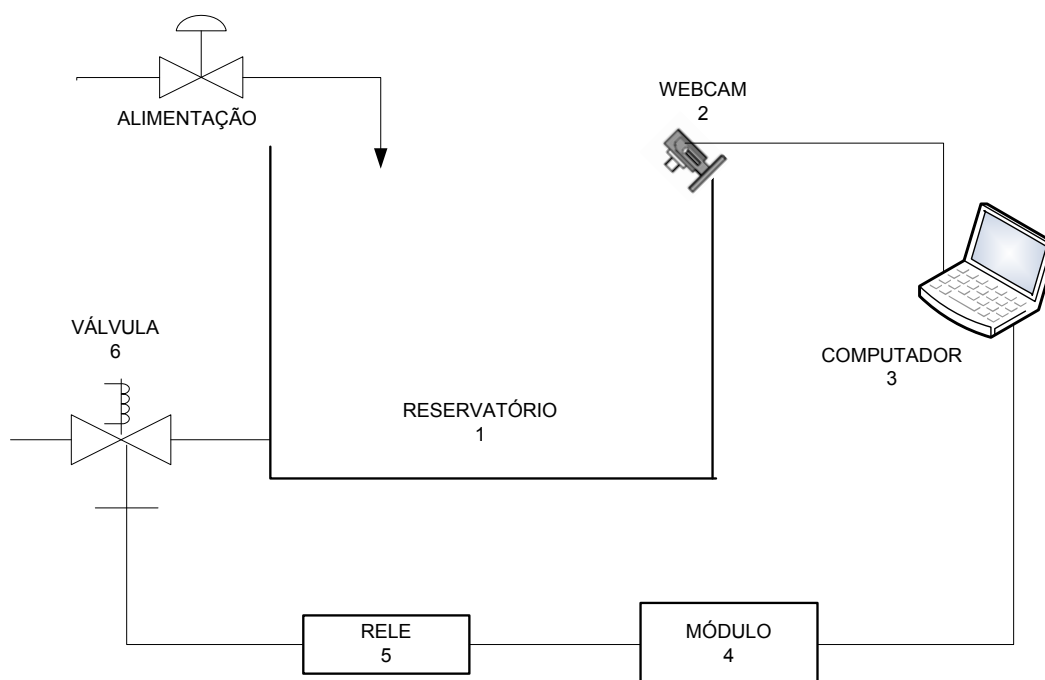 ALIMENTAÇÃO
WEBCAM
2
VÁLVULA
6
COMPUTADOR
3
RESERVATÓRIO
1
RELE
5
MÓDULO
4